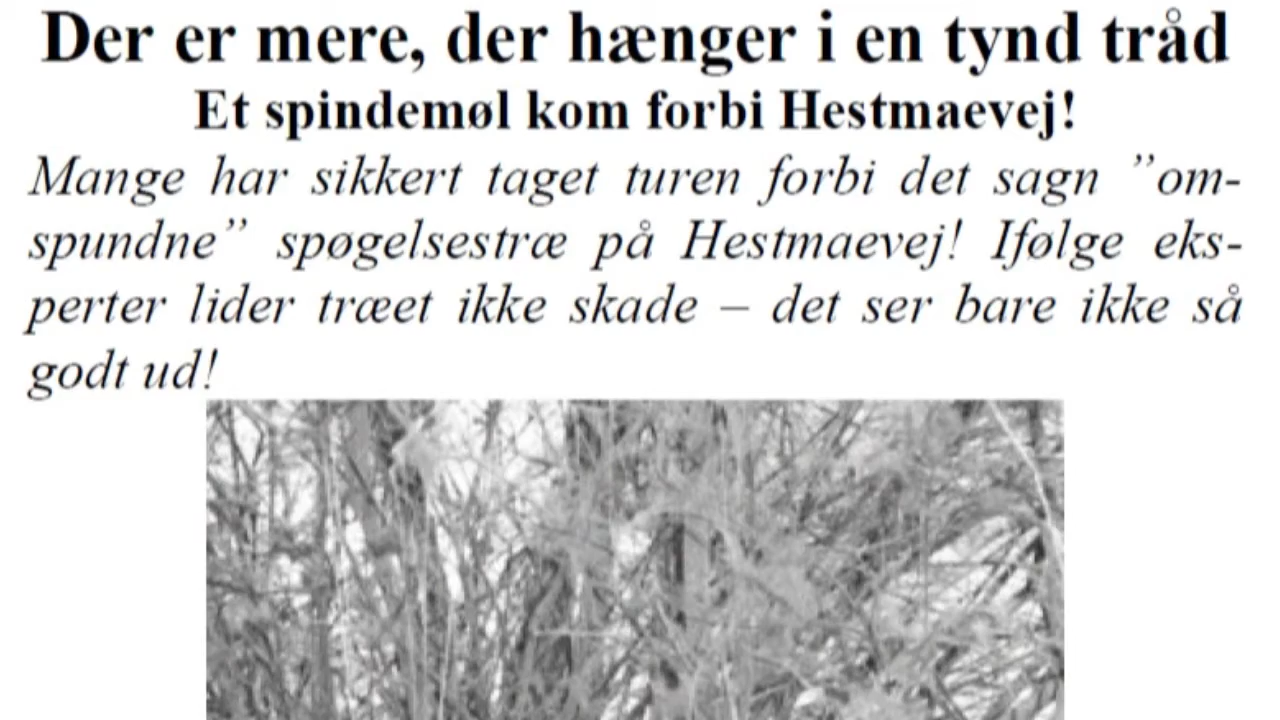 Der er mere, der hænger i en tynd tråd
Et spindemøl kom forbi Hestmaevej!
Mange har sikkert taget turen forbi det sagn ”om-
spundne” spøgelsestræ på Hestmaevej! Ifølge eks-
perter lider træet ikke skade – det ser bare ikke så
godt ud!